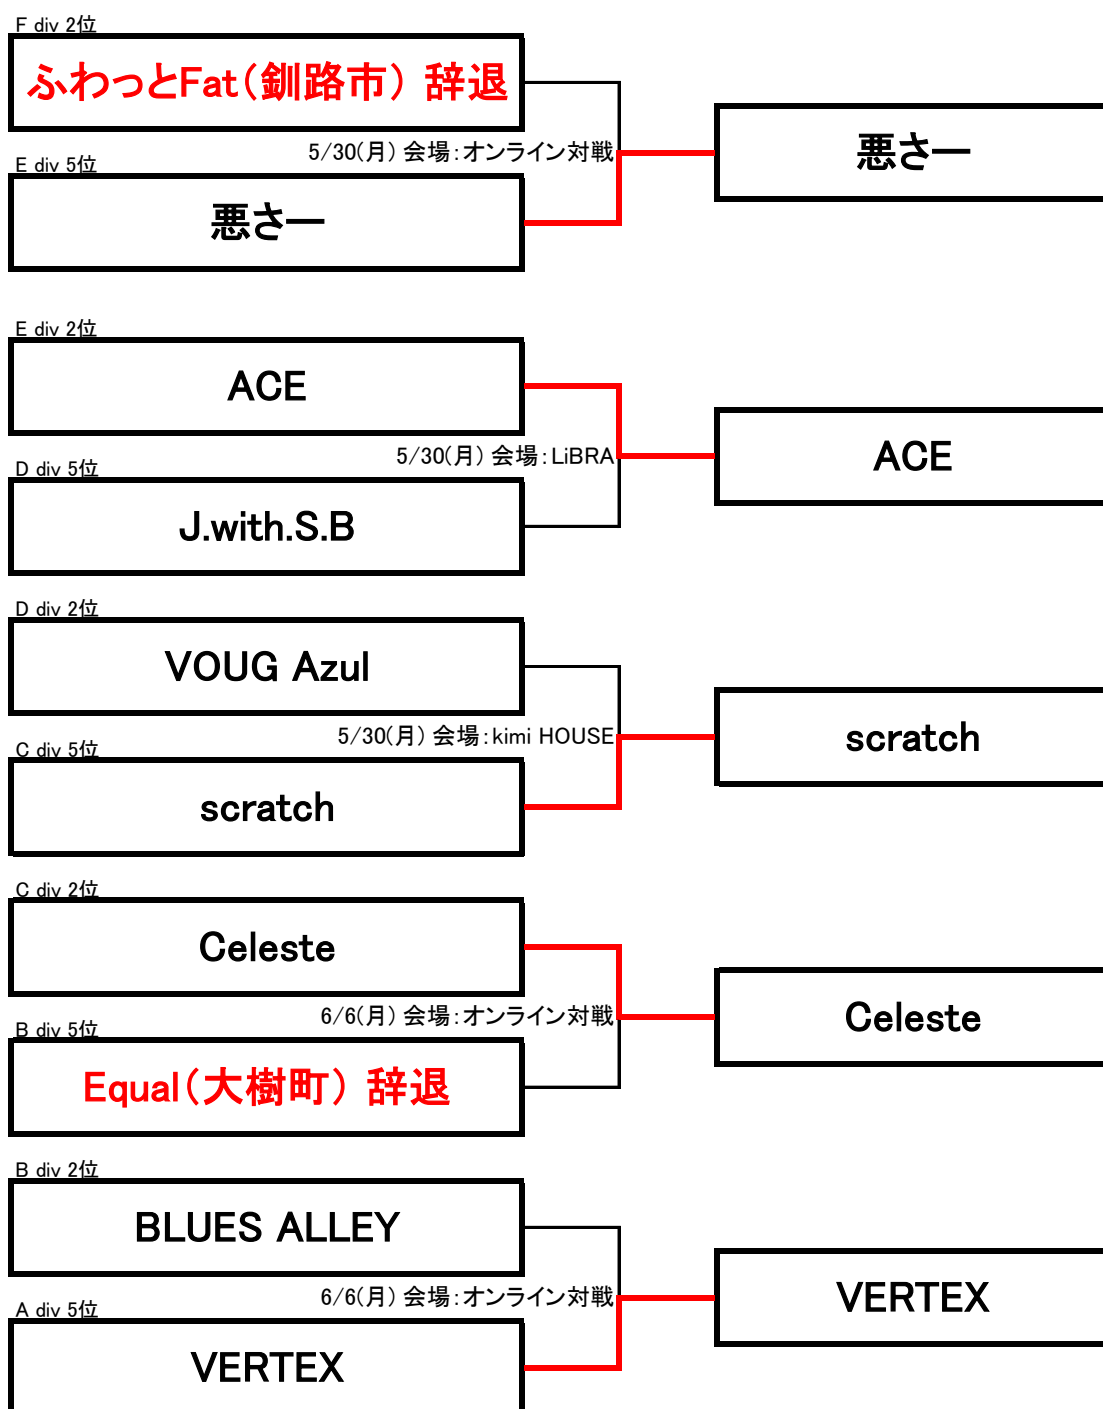 F div 2位
ふわっとFat（釧路市） 辞退
5/30(月) 会場：オンライン対戦
悪さー
E div 5位
悪さー
E div 2位
ACE
5/30(月) 会場：LiBRA
ACE
D div 5位
J.with.S.B
D div 2位
VOUG Azul
5/30(月) 会場：kimi HOUSE
scratch
C div 5位
scratch
C div 2位
Celeste
6/6(月) 会場：オンライン対戦
Celeste
B div 5位
Equal（大樹町） 辞退
B div 2位
BLUES ALLEY
6/6(月) 会場：オンライン対戦
VERTEX
A div 5位
VERTEX